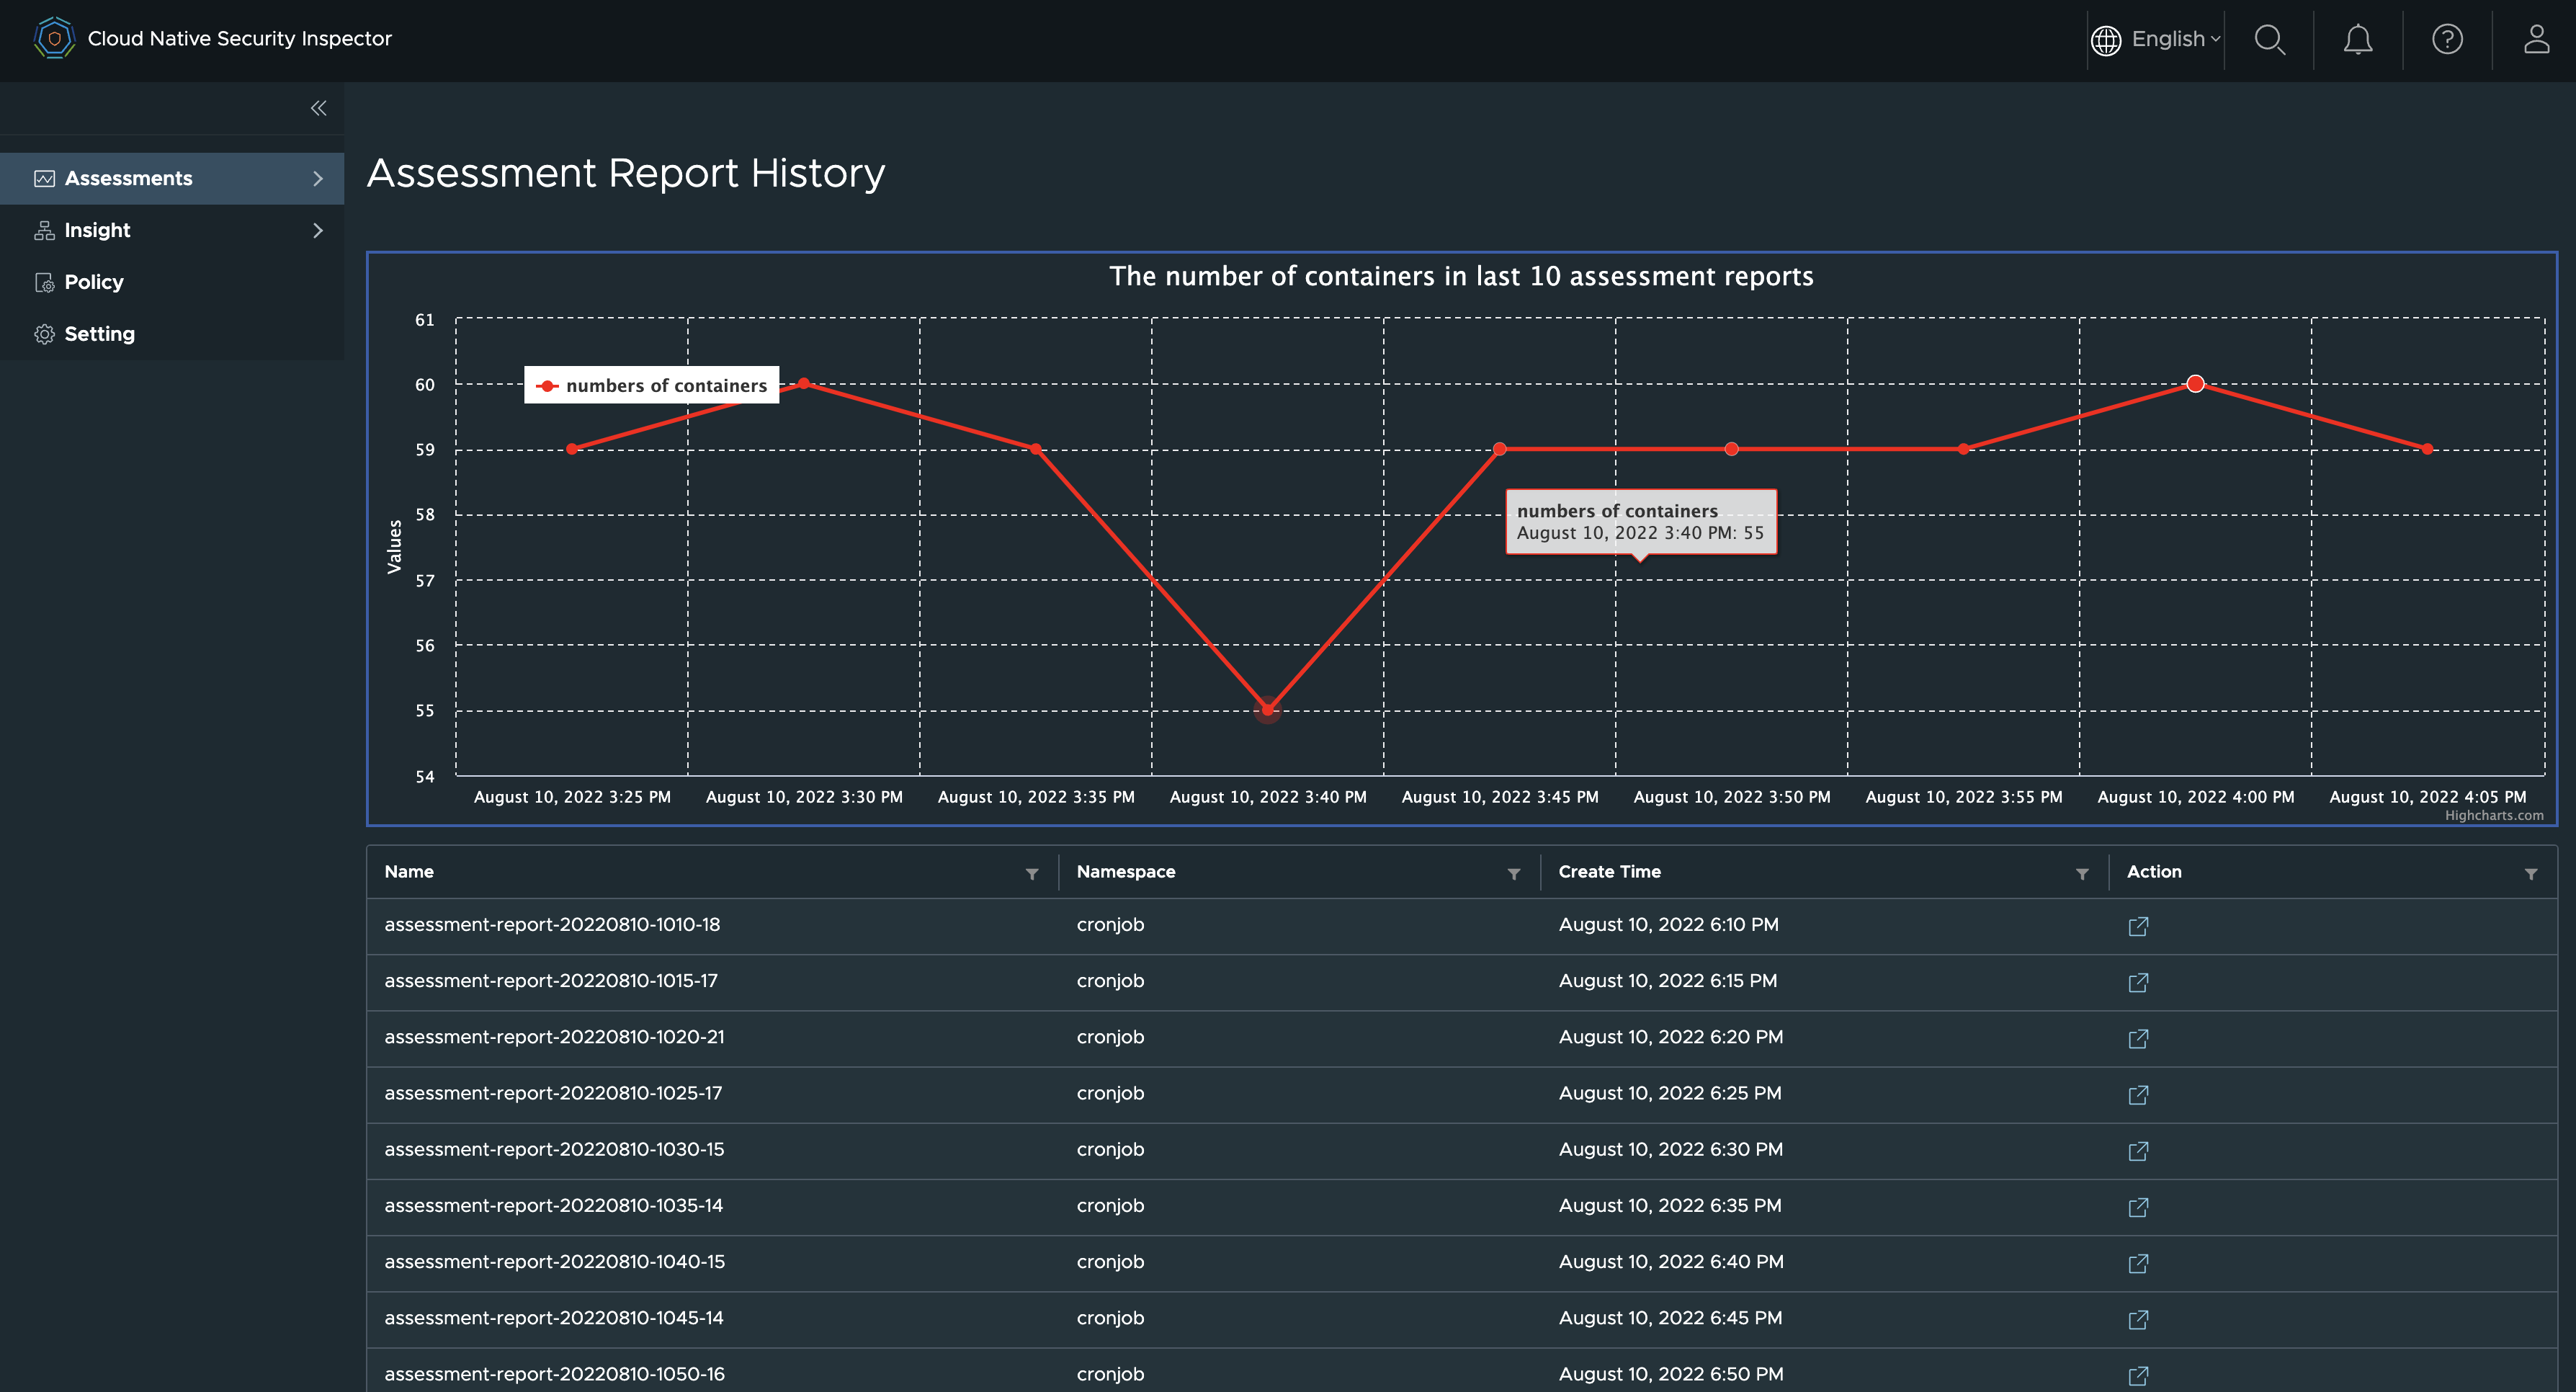 Cloud Native Security Inspector
English
Assessments
Insight
Policy
Setting
Assessment Report History
The number of containers in last 10 assessment reports
61
60
59
58
57
56
55
54
Values
numbers of containers
numbers of containers
August 10, 2022 3:40 PM: 55
August 10, 2022 3:25 PM August 10, 2022 3:30 PM August 10, 2022 3:35 PM August 10, 2022 3:40 PM August 10, 2022 3:45 PM August 10, 2022 3:50 PM August 10, 2022 3:55 PM August 10, 2022 4:00 PM August 10, 2022 4:05 PM
Highcharts.com
Name Namespace Create Time Action
assessment-report-20220810-1010-18 cronjob August 10, 2022 6:10 PM
assessment-report-20220810-1015-17 cronjob August 10, 2022 6:15 PM
assessment-report-20220810-1020-21 cronjob August 10, 2022 6:20 PM
assessment-report-20220810-1025-17 cronjob August 10, 2022 6:25 PM
assessment-report-20220810-1030-15 cronjob August 10, 2022 6:30 PM
assessment-report-20220810-1035-14 cronjob August 10, 2022 6:35 PM
assessment-report-20220810-1040-15 cronjob August 10, 2022 6:40 PM
assessment-report-20220810-1045-14 cronjob August 10, 2022 6:45 PM
assessment-report-20220810-1050-16 cronjob August 10, 2022 6:50 PM